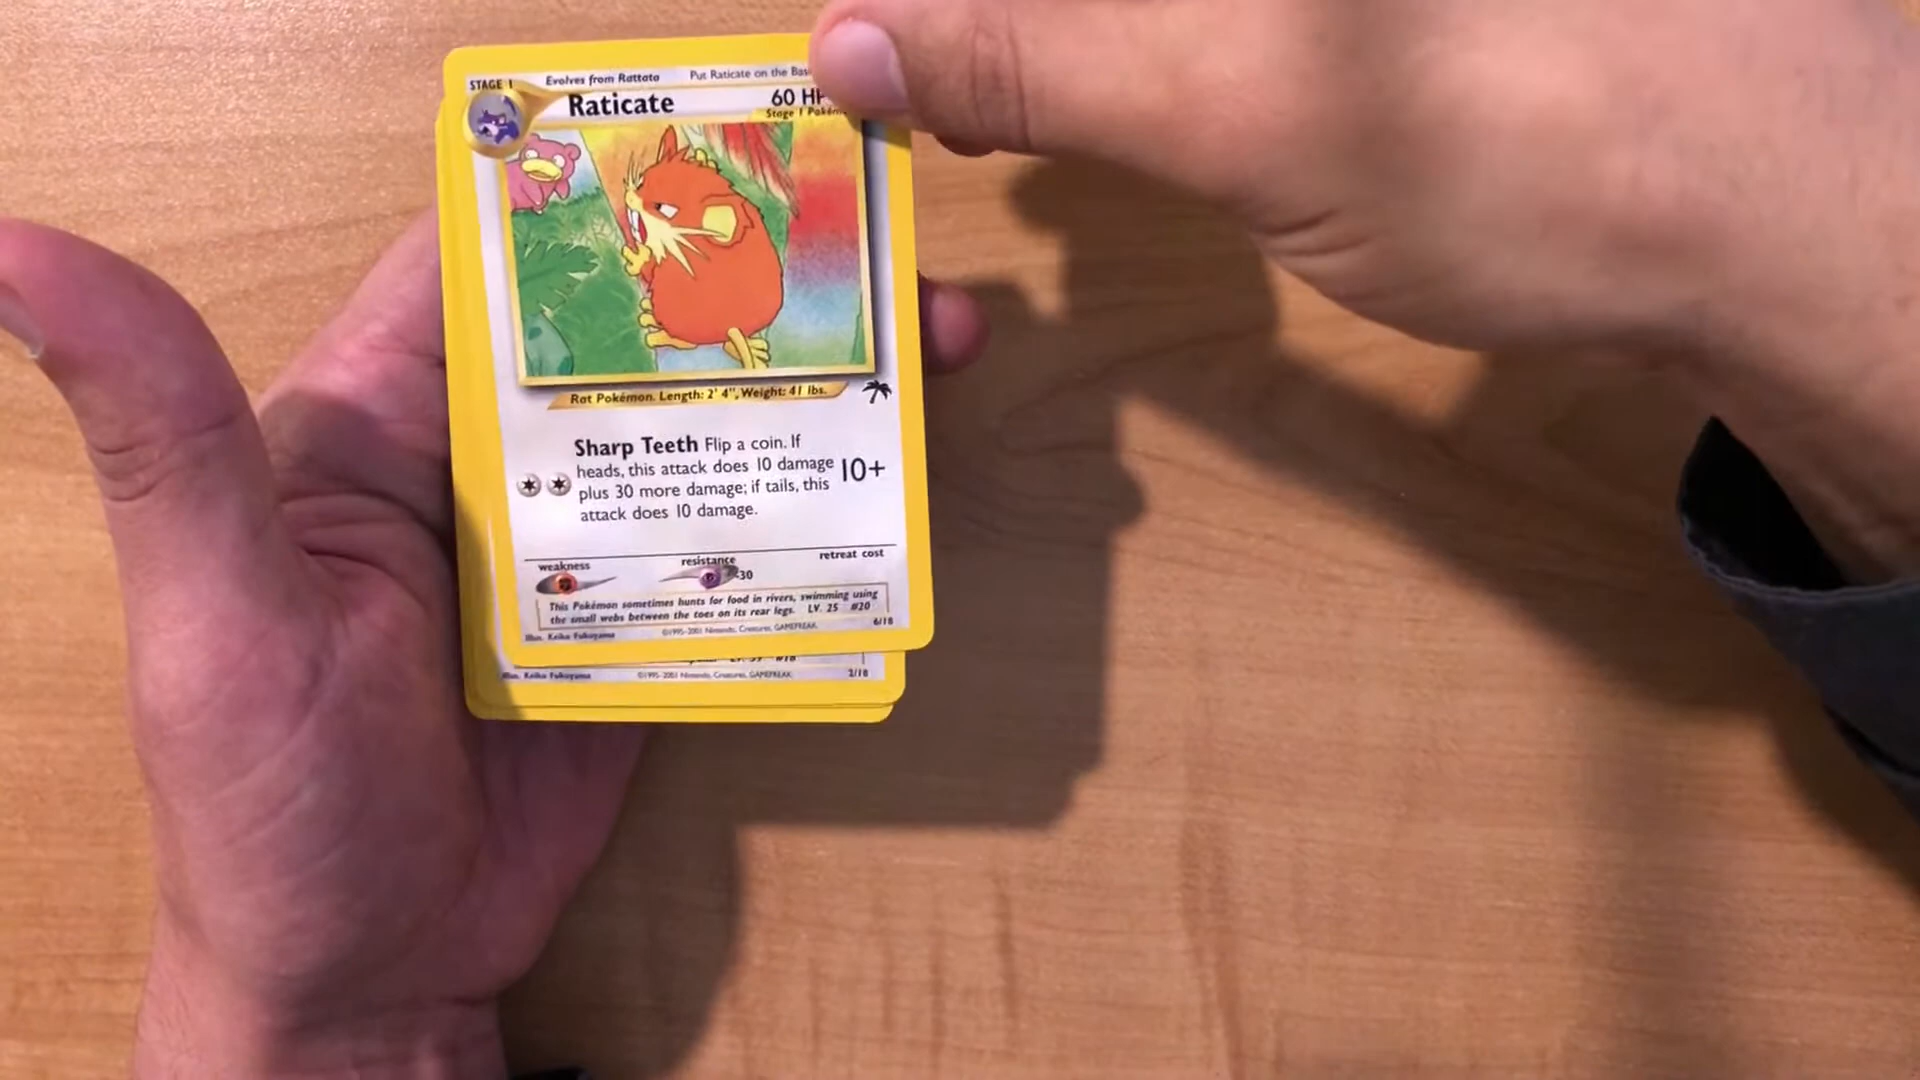 STAGE 1 Evolves from Rattata Put Raticate on the Bas
Raticate 60 HP
Stage 1 Pokém
Rat Pokémon. Length: 2' 4", Weight: 41 lbs.
Sharp Teeth Flip a coin. If
heads, this attack does 10 damage
plus 30 more damage; if tails, this
attack does 10 damage.
10+
weakness resistance retreat cost
-30
This Pokémon sometimes hunts for food in rivers, swimming using
the small webs between the toes on its rear legs. LV. 25 #20
Illus. Keiko Fukuyama ©1995-2001 Nintendo, Creatures, GAMEFREAK. 6/18
#18
Illus. Keiko Fukuyama ©1995-2001 Nintendo, Creatures, GAMEFREAK. 2/18